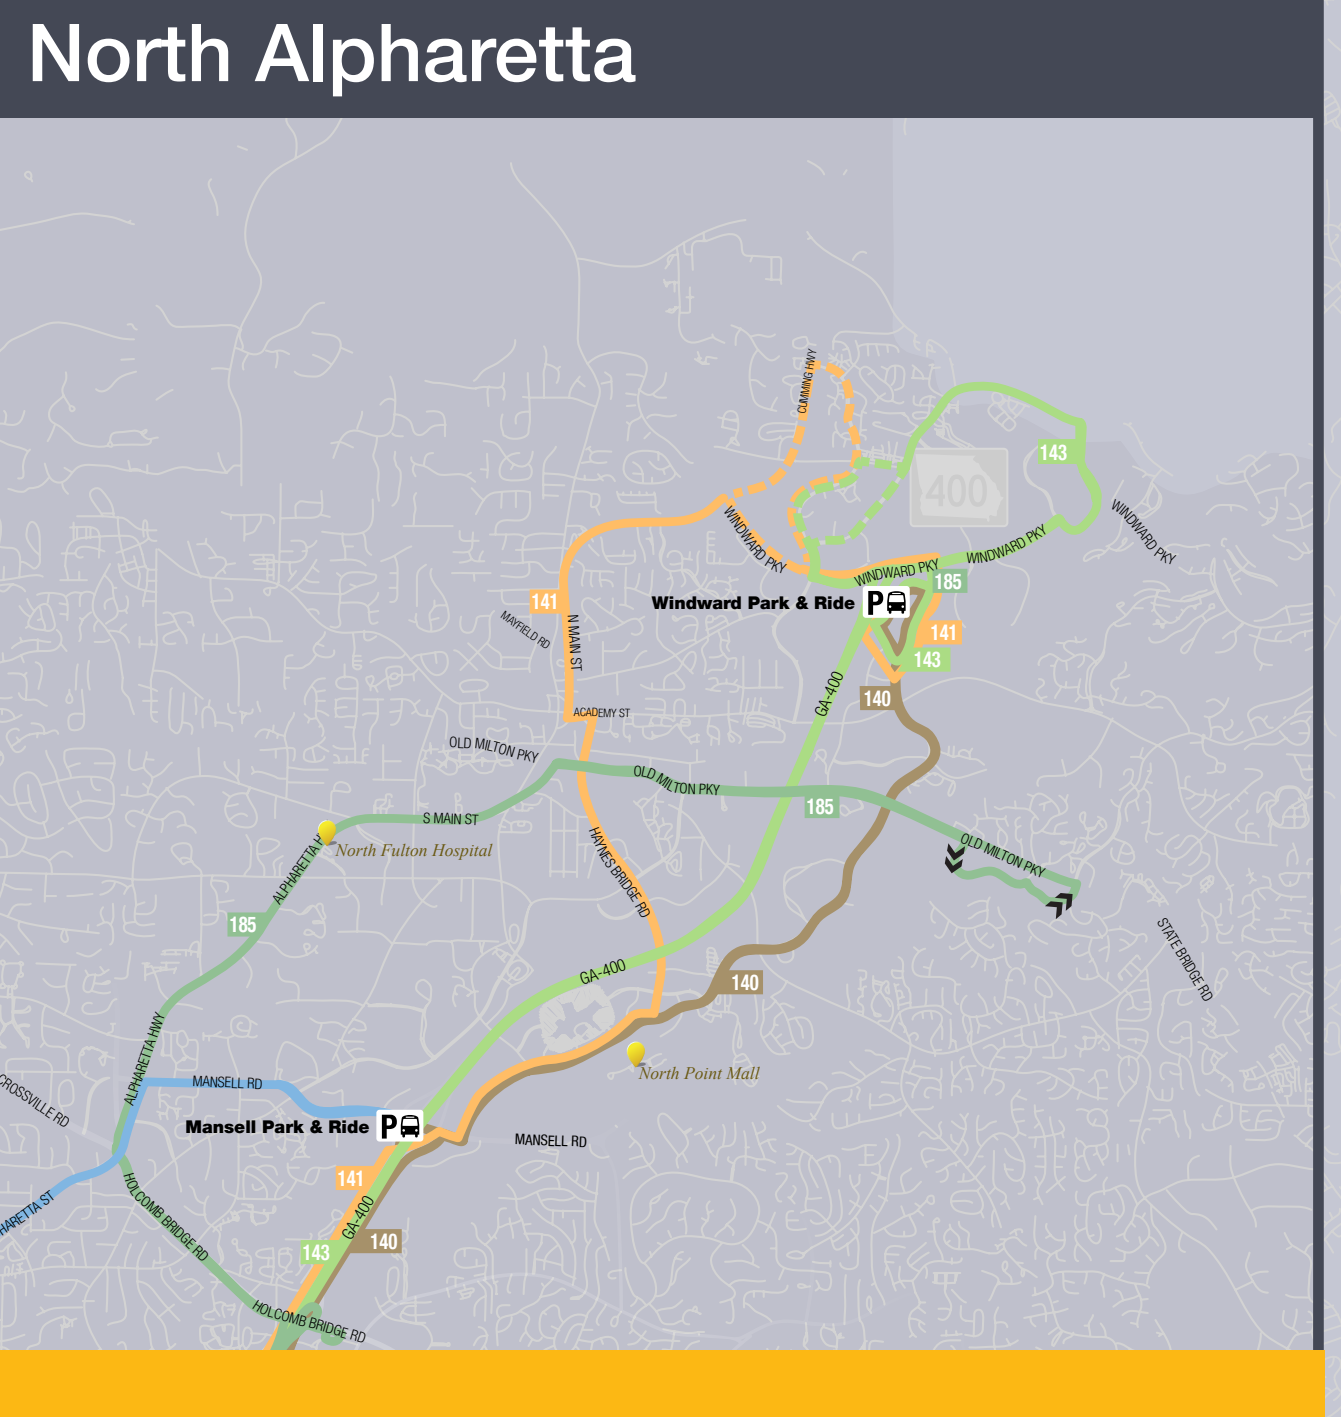 North Alpharetta
CUMMING HWY
143
400
WINDWARD PKY
WINDWARD PKY
WINDWARD PKY
WINDWARD PKY
185
Windward Park & Ride
P
141
MAYFIELD RD
N MAIN ST
141
143
GA-400
140
ACADEMY ST
OLD MILTON PKY
OLD MILTON PKY
185
S MAIN ST
OLD MILTON PKY
North Fulton Hospital
ALPHARETTA H
HAYNES BRIDGE RD
185
STATE BRIDGE RD
GA-400
140
ALPHARETTA HWY
North Point Mall
MANSELL RD
CROSSVILLE RD
Mansell Park & Ride
P
MANSELL RD
141
HARETTA ST
HOLCOMB BRIDGE RD
GA-400
140
143
HOLCOMB BRIDGE RD